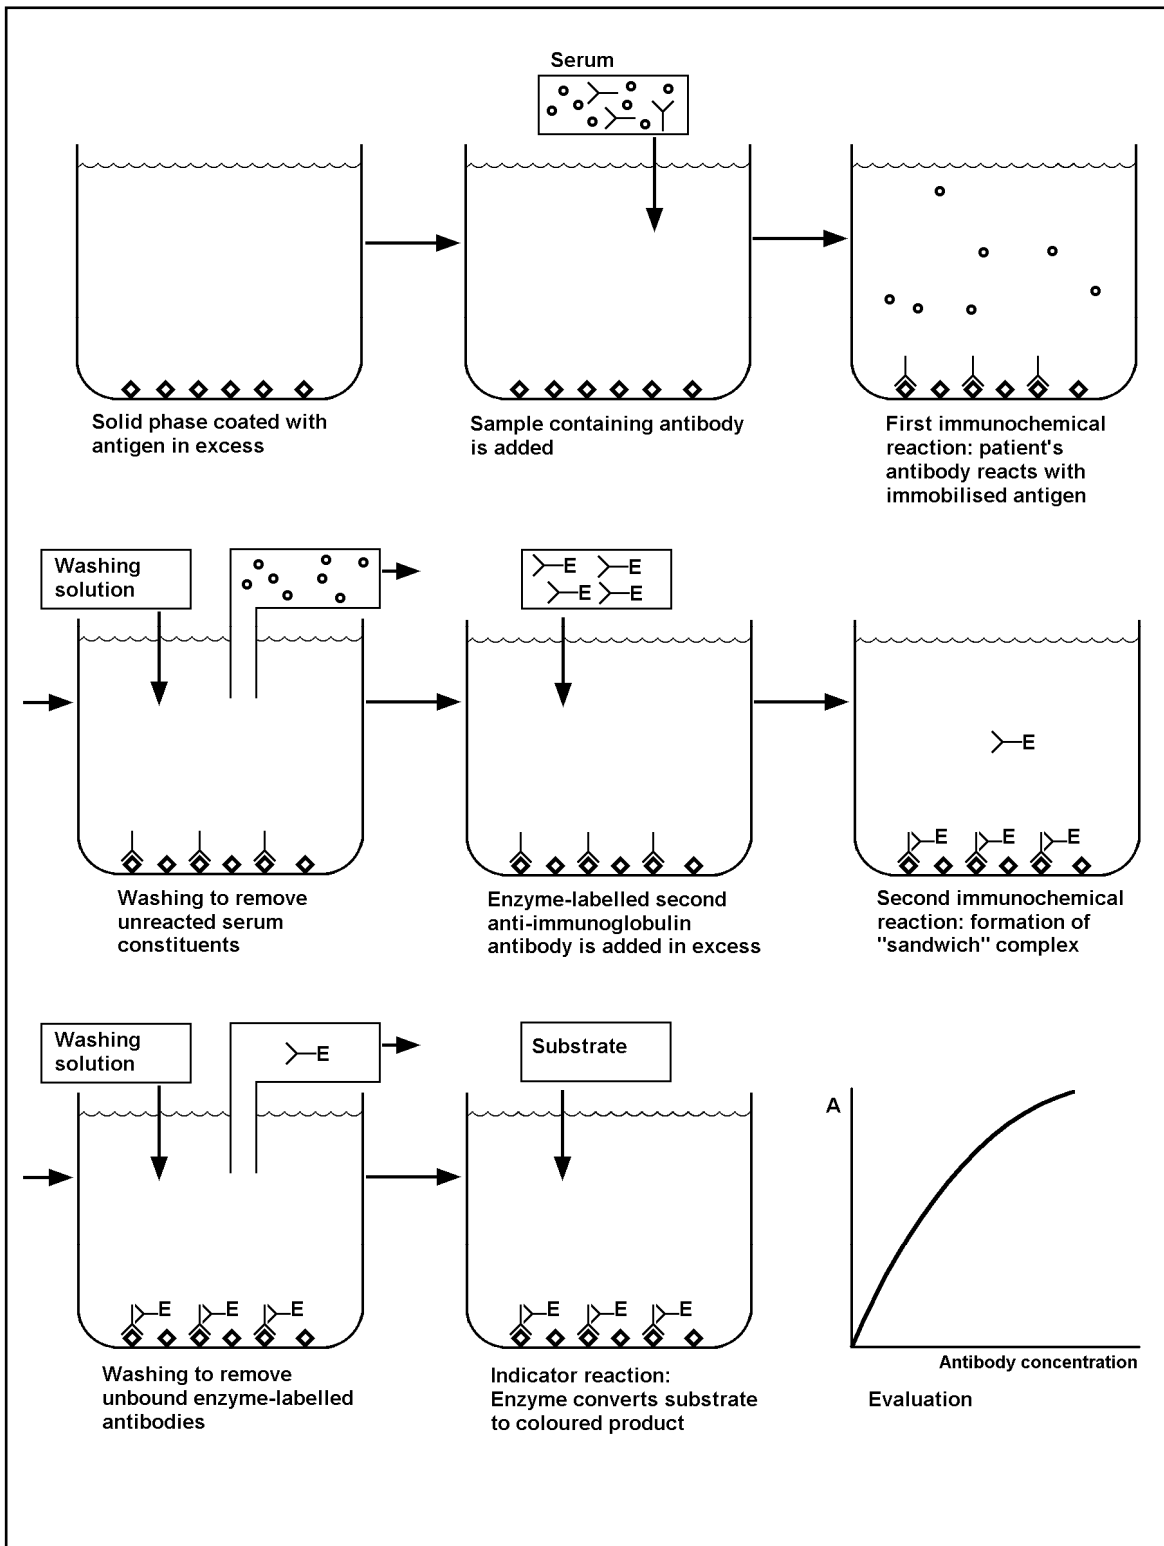 Serum
Solid phase coated with
antigen in excess
Sample containing antibody
is added
First immunochemical
reaction: patient's
antibody reacts with
immobilised antigen
Washing
solution
E
E
E
E
E
E
E
E
Washing to remove
unreacted serum
constituents
Enzyme-labelled second
anti-immunoglobulin
antibody is added in excess
Second immunochemical
reaction: formation of
"sandwich" complex
Washing
solution
E
Substrate
A
E
E
E
E
E
E
Antibody concentration
Washing to remove
unbound enzyme-labelled
antibodies
Indicator reaction:
Enzyme converts substrate
to coloured product
Evaluation